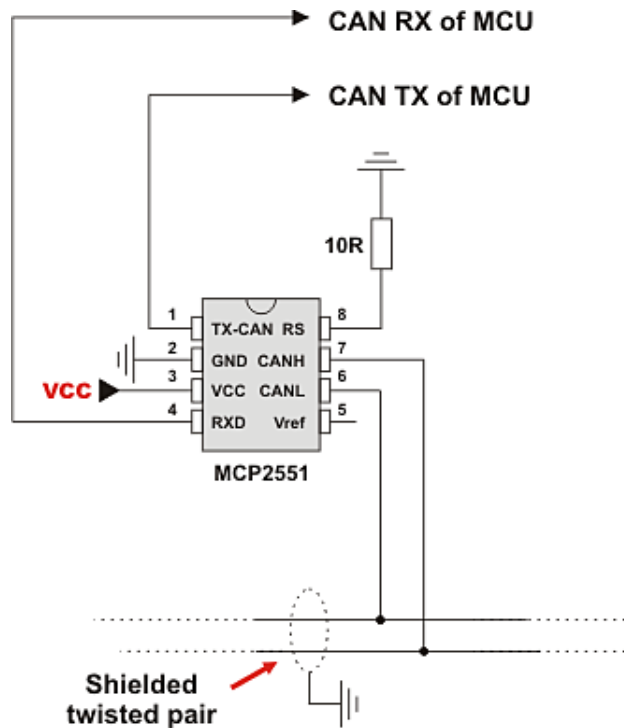 CAN RX of MCU
CAN TX of MCU
10R
1 TX-CAN RS 8
2 GND CANH 7
VCC 3 VCC CANL 6
4 RXD Vref 5
MCP2551
Shielded
twisted pair